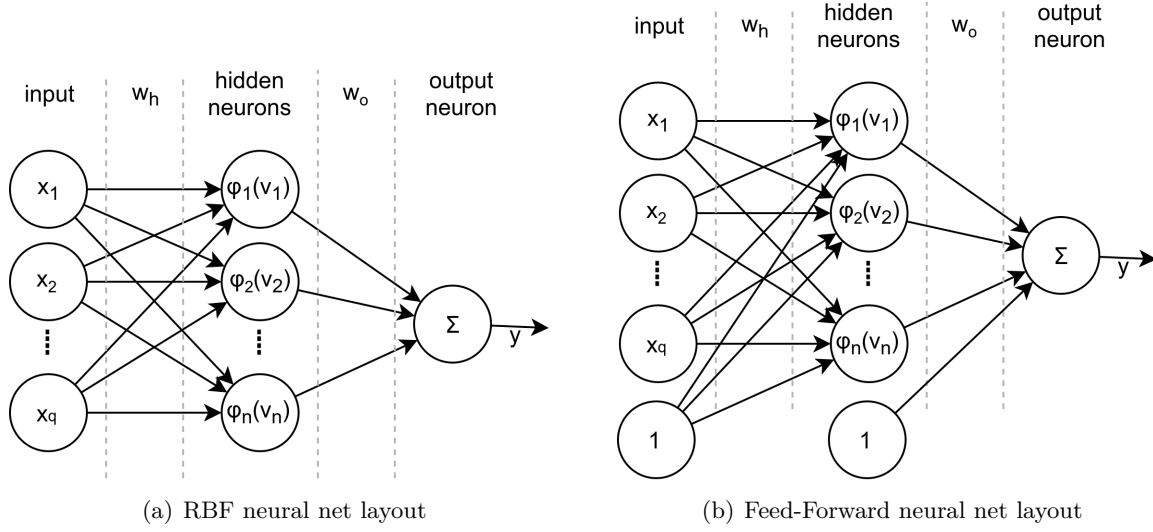 input
w_h
hidden
neurons
w_o
output
neuron
x_1
x_2
x_q
φ_1(v_1)
φ_2(v_2)
φ_n(v_n)
Σ
y
(a) RBF neural net layout
input
w_h
hidden
neurons
w_o
output
neuron
x_1
x_2
x_q
1
φ_1(v_1)
φ_2(v_2)
φ_n(v_n)
1
Σ
y
(b) Feed-Forward neural net layout